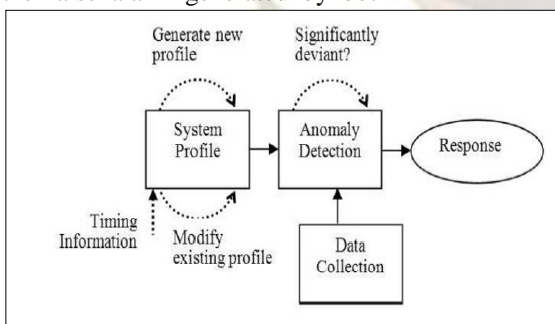 Generate new
profile
Significantly
deviant?
System
Profile
Anomaly
Detection
Response
Timing
Information
Modify
existing profile
Data
Collection